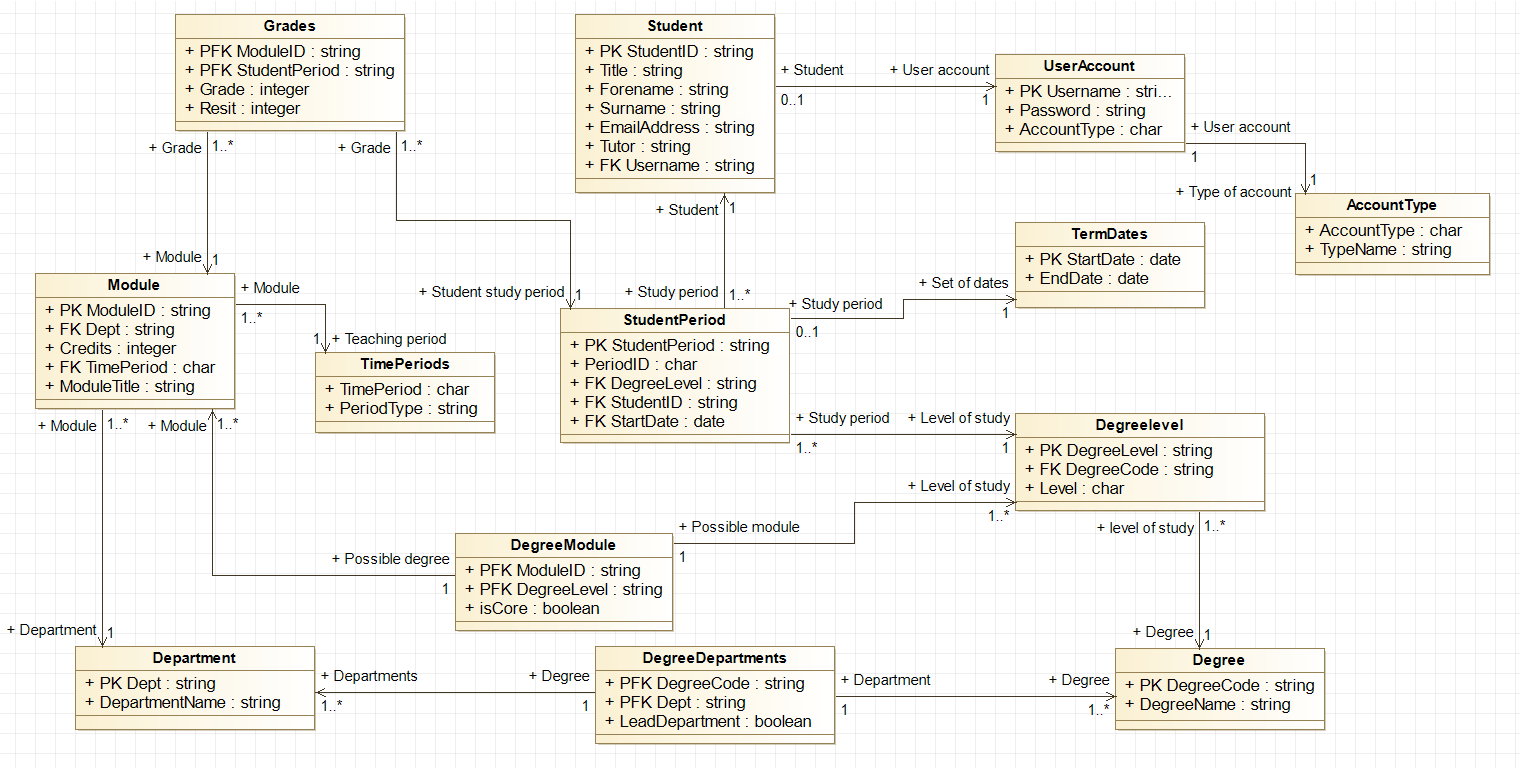 Grades
+ PFK ModuleID : string
+ PFK StudentPeriod : string
+ Grade : integer
+ Resit : integer
Student
+ PK StudentID : string
+ Title : string
+ Forename : string
+ Surname : string
+ EmailAddress : string
+ Tutor : string
+ FK Username : string
+ Student
0..1
+ User account
1
UserAccount
+ PK Username : stri...
+ Password : string
+ AccountType : char
+ User account
1
+ Type of account
1
AccountType
+ AccountType : char
+ TypeName : string
+ Grade
1..*
+ Grade
1..*
+ Module
1
+ Student study period
1
+ Student
1
+ Study period
1..*
TermDates
+ PK StartDate : date
+ EndDate : date
+ Study period
0..1
+ Set of dates
1
Module
+ PK ModuleID : string
+ FK Dept : string
+ Credits : integer
+ FK TimePeriod : char
+ ModuleTitle : string
+ Module
1..*
1
+ Teaching period
TimePeriods
+ TimePeriod : char
+ PeriodType : string
StudentPeriod
+ PK StudentPeriod : string
+ PeriodID : char
+ FK DegreeLevel : string
+ FK StudentID : string
+ FK StartDate : date
+ Study period
1..*
+ Level of study
1
Degreelevel
+ PK DegreeLevel : string
+ FK DegreeCode : string
+ Level : char
+ Module
1..*
+ Module
1..*
+ Level of study
1..*
+ Possible module
1
+ level of study
1..*
DegreeModule
+ PFK ModuleID : string
+ PFK DegreeLevel : string
+ isCore : boolean
+ Possible degree
1
+ Department
1
+ Degree
1
Department
+ PK Dept : string
+ DepartmentName : string
+ Departments
1..*
+ Degree
1
DegreeDepartments
+ PFK DegreeCode : string
+ PFK Dept : string
+ LeadDepartment : boolean
+ Department
1
+ Degree
1..*
Degree
+ PK DegreeCode : string
+ DegreeName : string